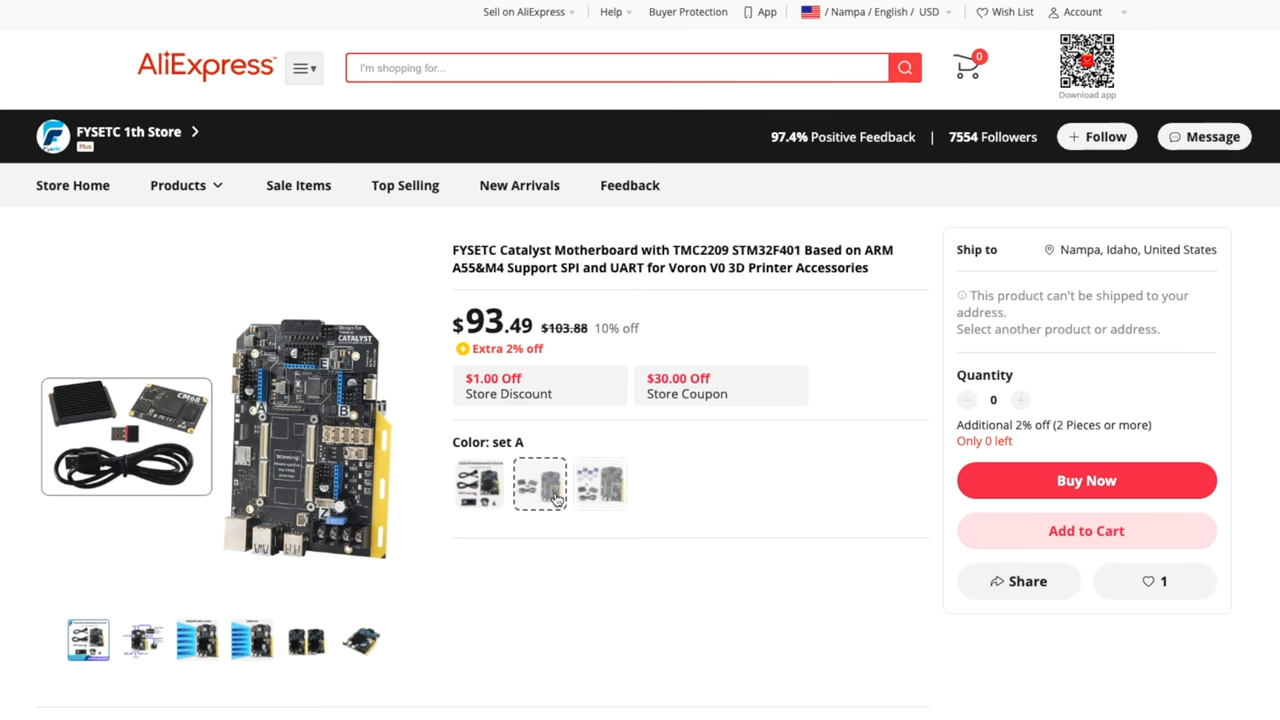 Sell on AliExpress
Help
Buyer Protection
App
/ Nampa / English / USD
Wish List
Account
AliExpress
I'm shopping for...
0
Download app
FYSETC 1th Store
Plus
97.4% Positive Feedback | 7554 Followers
+ Follow
Message
Store Home
Products
Sale Items
Top Selling
New Arrivals
Feedback
FYSETC Catalyst Motherboard with TMC2209 STM32F401 Based on ARM
A55&M4 Support SPI and UART for Voron V0 3D Printer Accessories
$93.49 $103.88 10% off
Extra 2% off
$1.00 Off
Store Discount
$30.00 Off
Store Coupon
Color: set A
Ship to
Nampa, Idaho, United States
This product can't be shipped to your
address.
Select another product or address.
Quantity
0
Additional 2% off (2 Pieces or more)
Only 0 left
Buy Now
Add to Cart
Share
1
CM68
CATALYST
A
B
E
Z
Warning: